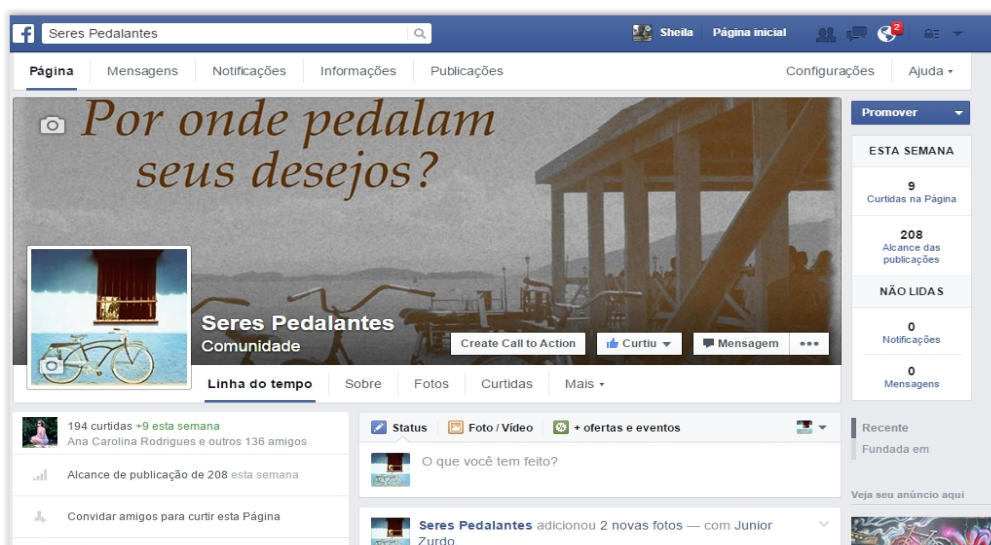 f Seres Pedalantes Sheila Página inicial 2
Página Mensagens Notificações Informações Publicações Configurações Ajuda
Por onde pedalam
seus desejos?
Seres Pedalantes
Comunidade
Create Call to Action Curtiu Mensagem
Linha do tempo Sobre Fotos Curtidas Mais
Promover
ESTA SEMANA
9
Curtidas na Página
208
Alcance das
publicações
NÃO LIDAS
0
Notificações
0
Mensagens
194 curtidas +9 esta semana
Ana Carolina Rodrigues e outros 136 amigos
Alcance de publicação de 208 esta semana
Convidar amigos para curtir esta Página
Status Foto / Vídeo + ofertas e eventos
O que você tem feito?
Seres Pedalantes adicionou 2 novas fotos — com Junior
Zurdo
Recente
Fundada em
Veja seu anúncio aqui